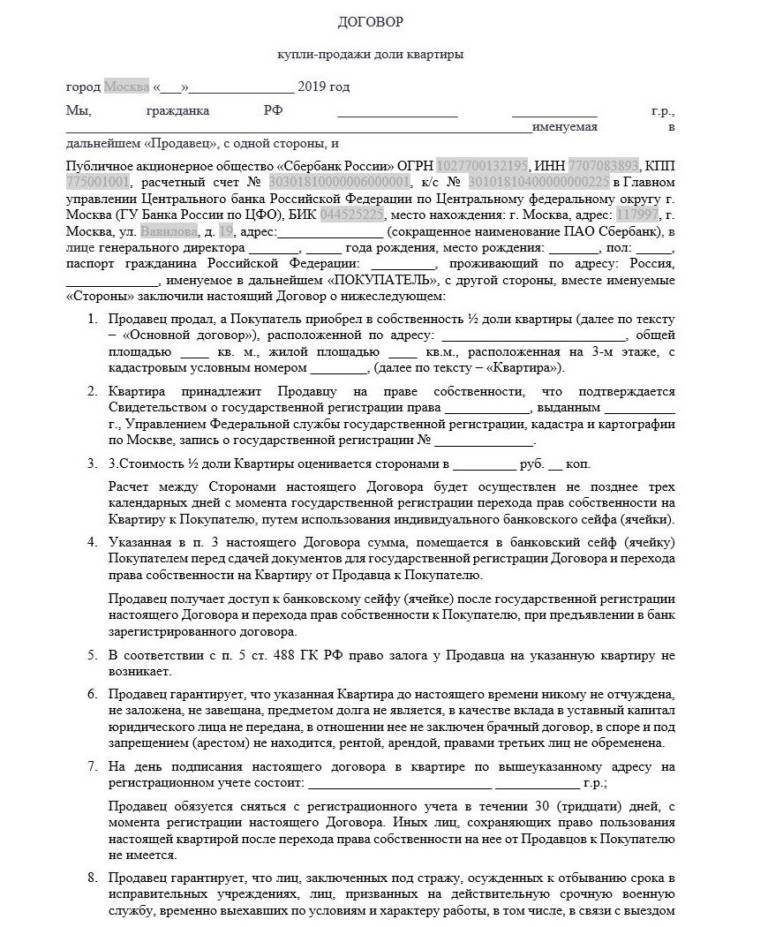 ДОГОВОР
купли-продажи доли квартиры
город Москва «___»________________ 2019 год
Мы, гражданка РФ __________________ _____________ г.р.,
______________________________________________________________________именуемая в
дальнейшем «Продавец», с одной стороны, и
Публичное акционерное общество «Сбербанк России» ОГРН 1027700132195, ИНН 7707083893, КПП
775001001, расчетный счет № 30301810000006000001, к/с № 30101810400000000225 в Главном
управлении Центрального банка Российской Федерации по Центральному федеральному округу г.
Москва (ГУ Банка России по ЦФО), БИК 044525225, место нахождения: г. Москва, адрес: 117997, г.
Москва, ул. Вавилова, д. 19, адрес:________________ (сокращенное наименование ПАО Сбербанк), в
лице генерального директора _______, _____ года рождения, место рождения: _______, пол: _____,
паспорт гражданина Российской Федерации: _________, проживающий по адресу: Россия,
______________, именуемое в дальнейшем «ПОКУПАТЕЛЬ», с другой стороны, вместе именуемые
«Стороны» заключили настоящий Договор о нижеследующем:
1. Продавец продал, а Покупатель приобрел в собственность ½ доли квартиры (далее по тексту
– «Основной договор»), расположенной по адресу: ____________________________, общей
площадью ____ кв. м., жилой площадью ____ кв.м., расположенная на 3-м этаже, с
кадастровым условным номером ________, (далее по тексту – «Квартира»).
2. Квартира принадлежит Продавцу на праве собственности, что подтверждается
Свидетельством о государственной регистрации права _____________, выданным __________
г., Управлением Федеральной службы государственной регистрации, кадастра и картографии
по Москве, запись о государственной регистрации № _______________.
3. 3.Стоимость ½ доли Квартиры оценивается сторонами в _________ руб. __ коп.
Расчет между Сторонами настоящего Договора будет осуществлен не позднее трех
календарных дней с момента государственной регистрации перехода прав собственности на
Квартиру к Покупателю, путем использования индивидуального банковского сейфа (ячейки).
4. Указанная в п. 3 настоящего Договора сумма, помещается в банковский сейф (ячейку)
Покупателем перед сдачей документов для государственной регистрации Договора и перехода
права собственности на Квартиру от Продавца к Покупателю.
Продавец получает доступ к банковскому сейфу (ячейке) после государственной регистрации
настоящего Договора и перехода прав собственности к Покупателю, при предъявлении в банк
зарегистрированного договора.
5. В соответствии с п. 5 ст. 488 ГК РФ право залога у Продавца на указанную квартиру не
возникает.
6. Продавец гарантирует, что указанная Квартира до настоящего времени никому не отчуждена,
не заложена, не завещана, предметом долга не является, в качестве вклада в уставный капитал
юридического лица не передана, в отношении нее не заключен брачный договор, в споре и под
запрещением (арестом) не находится, рентой, арендой, правами третьих лиц не обременена.
7. На день подписания настоящего договора в квартире по вышеуказанному адресу на
регистрационном учете состоит: ____________________________ _____________ г.р.;
Продавец обязуется сняться с регистрационного учета в течении 30 (тридцати) дней, с
момента регистрации настоящего Договора. Иных лиц, сохраняющих право пользования
настоящей квартирой после перехода права собственности на нее от Продавцов к Покупателю
не имеется.
8. Продавец гарантирует, что лиц, заключенных под стражу, осужденных к отбыванию срока в
исправительных учреждениях, лиц, призванных на действительную срочную военную
службу, временно выехавших по условиям и характеру работы, в том числе, в связи с выездом